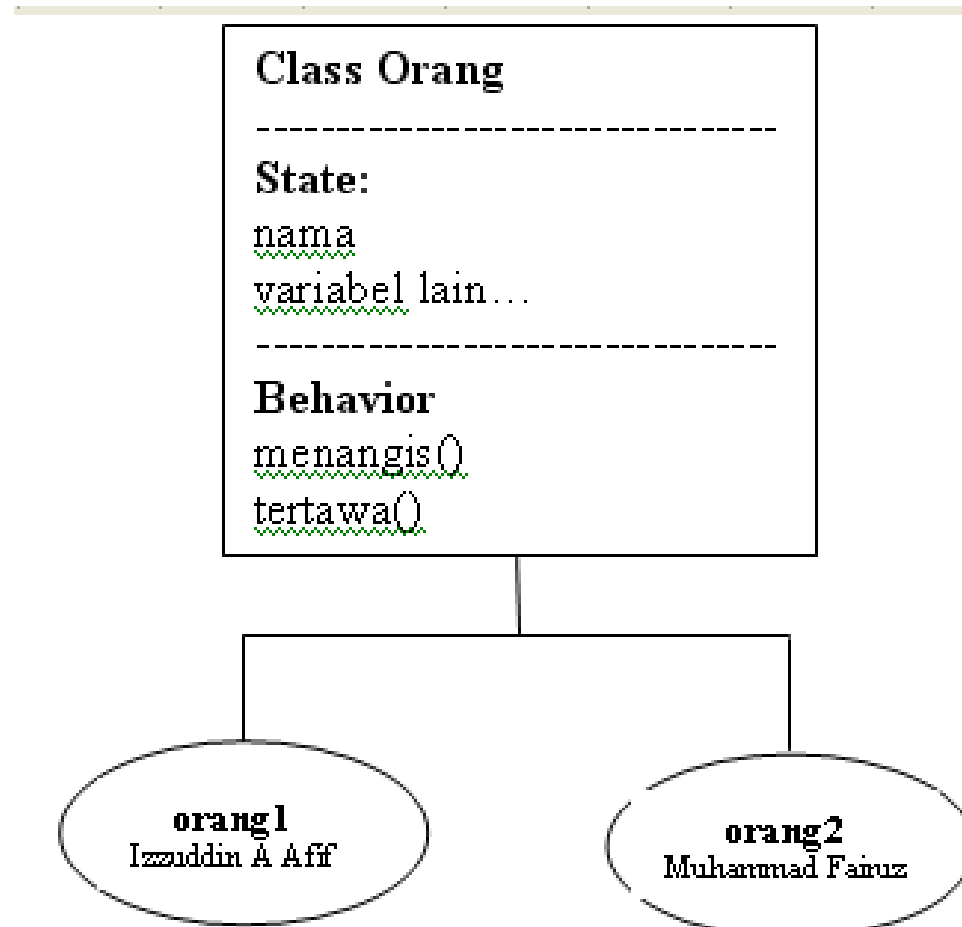 Class Orang
---------------------------------
State:
nama
variabel lain...
---------------------------------
Behavior
menangis()
tertawa()
orang1
Izzuddin A Afif
orang2
Muhammad Fairuz